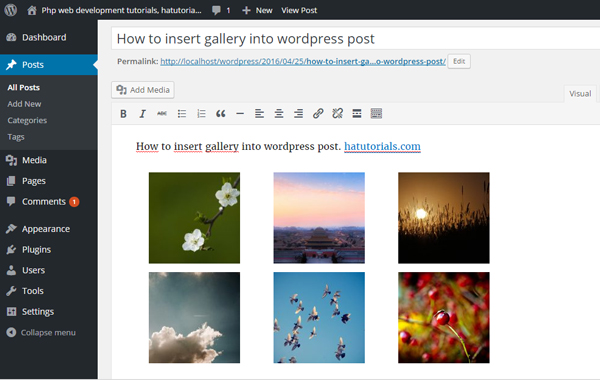 Php web development tutorials, hatutoria... 1 + New View Post
Dashboard
Posts
All Posts
Add New
Categories
Tags
Media
Pages
Comments 1
Appearance
Plugins
Users
Tools
Settings
Collapse menu
How to insert gallery into wordpress post
Permalink: http://localhost/wordpress/2016/04/25/how-to-insert-ga...o-wordpress-post/ Edit
Add Media
Visual
B I ABC
How to insert gallery into wordpress post. hatutorials.com